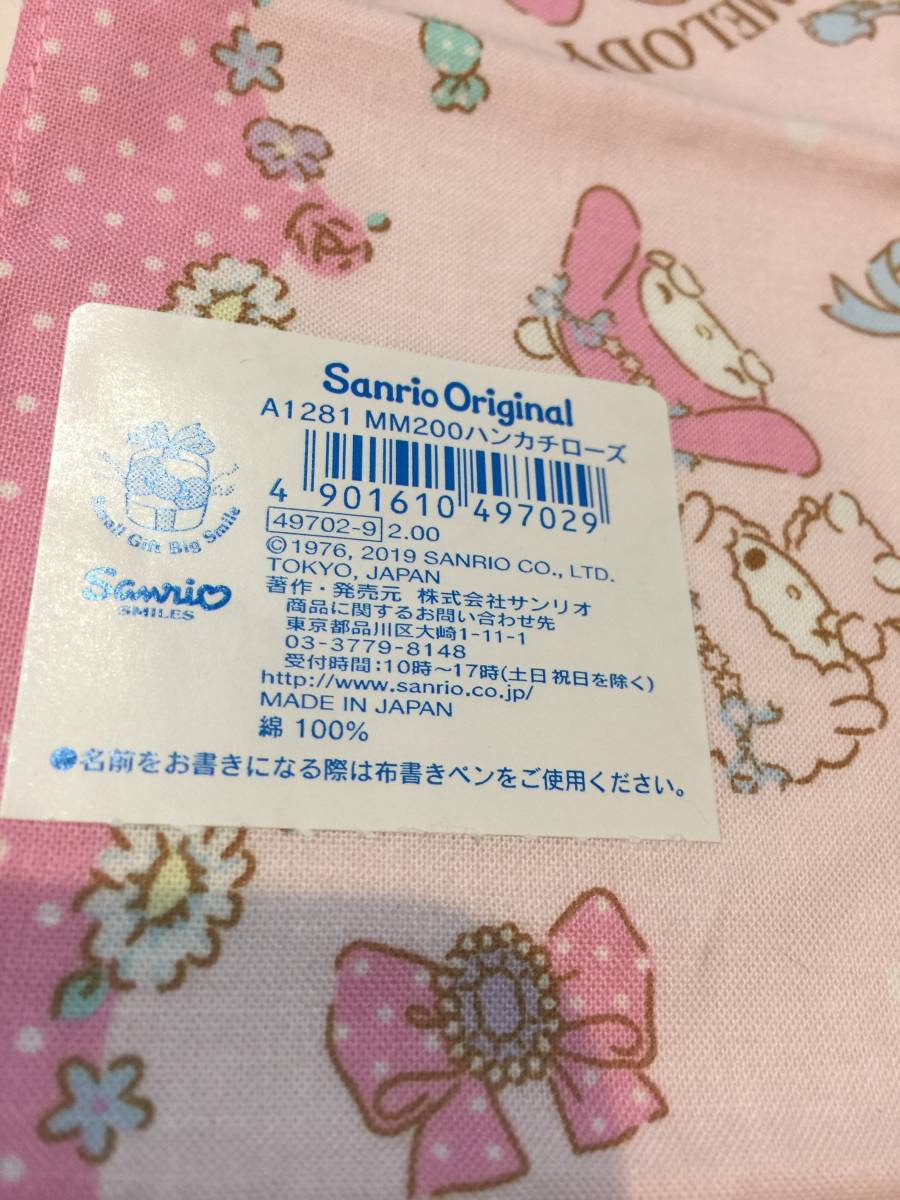 MELODY
Sanrio Original
A1281 MM200ハンカチローズ
4 901610 497029
49702-9 2.00
©1976, 2019 SANRIO CO., LTD.
TOKYO, JAPAN
著作・発売元 株式会社サンリオ
商品に関するお問い合わせ先
東京都品川区大崎1-11-1
03-3779-8148
受付時間:10時〜17時(土日祝日を除く)
http://www.sanrio.co.jp/
MADE IN JAPAN
綿 100%
●名前をお書きになる際は布書きペンをご使用ください。
Small Gift Big Smile
Sanrio
SMILES